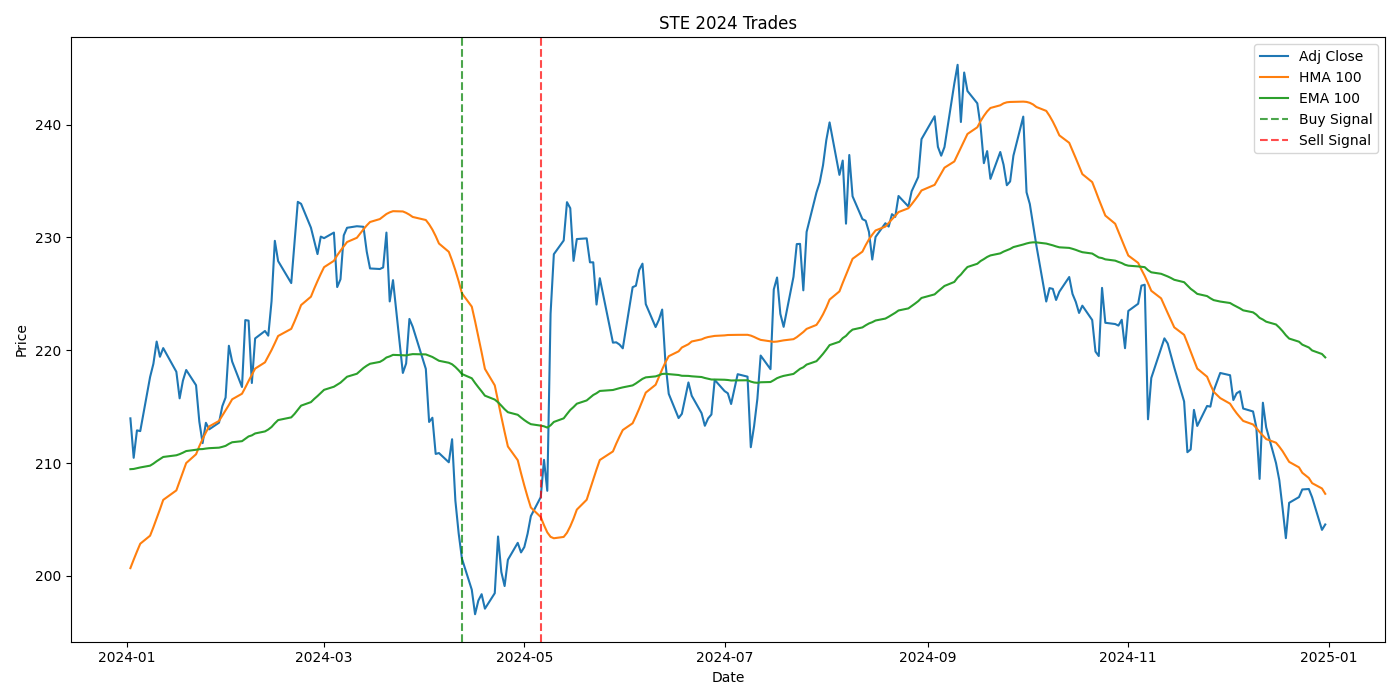 STE 2024 Trades
Adj Close
HMA 100
EMA 100
Buy Signal
Sell Signal
Price
240
230
220
210
200
2024-01
2024-03
2024-05
2024-07
2024-09
2024-11
2025-01
Date